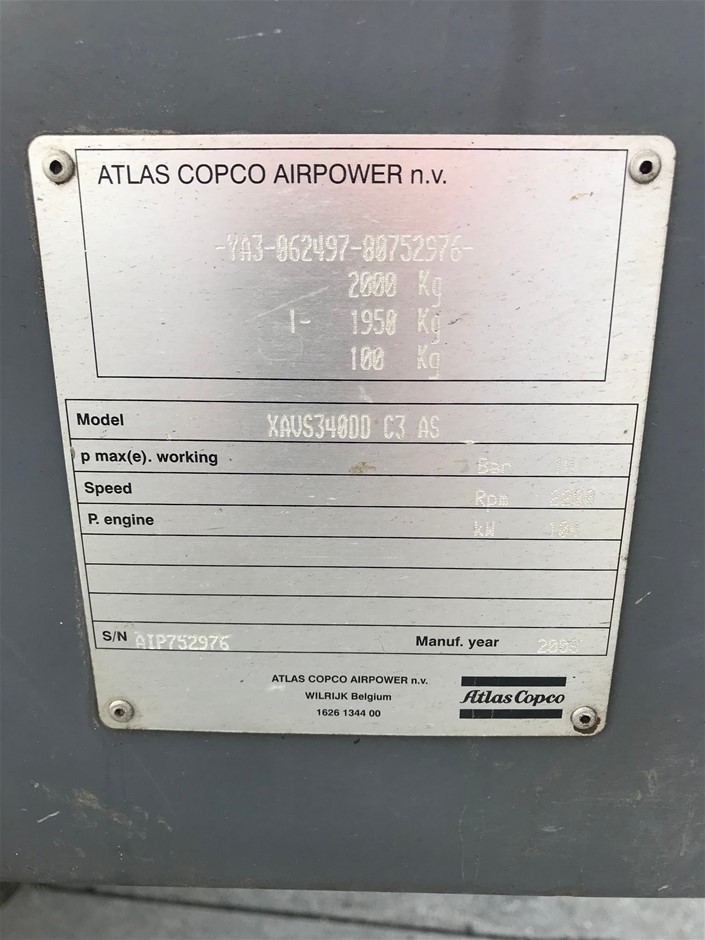 ATLAS COPCO AIRPOWER n.v.
-YA3-062497-80752976-
2000 Kg
1- 1950 Kg
100 Kg
Model XAVS340DD C3 AS
p max(e). working Bar
Speed Rpm
P. engine kW
S/N AIP752976 Manuf. year
ATLAS COPCO AIRPOWER n.v.
WILRIJK Belgium
1626 1344 00
Atlas Copco